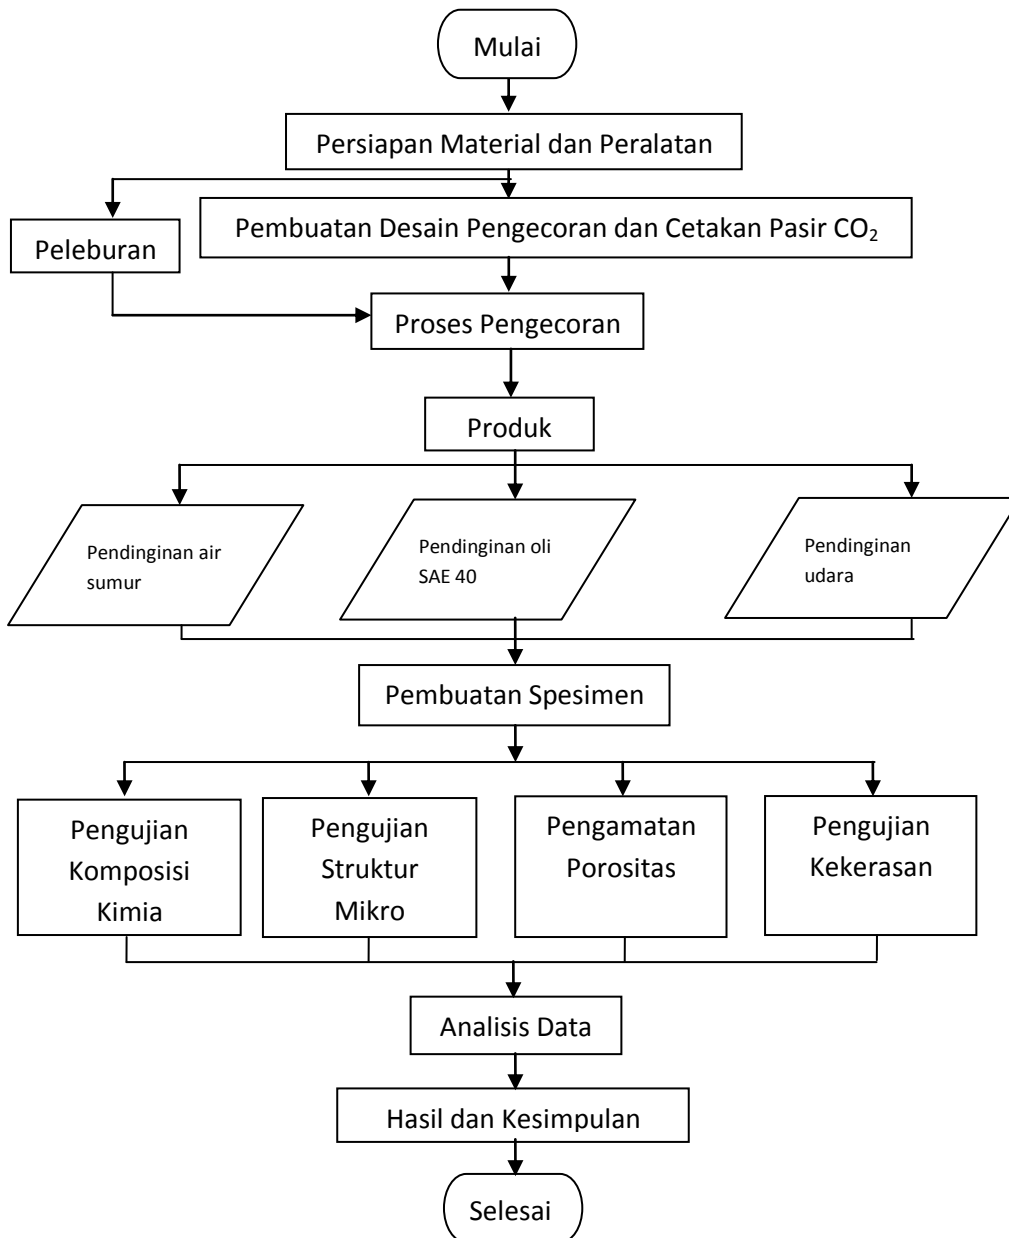 Mulai
Persiapan Material dan Peralatan
Pembuatan Desain Pengecoran dan Cetakan Pasir CO₂
Peleburan
Proses Pengecoran
Produk
Pendinginan air
sumur
Pendinginan oli
SAE 40
Pendinginan
udara
Pembuatan Spesimen
Pengujian
Komposisi
Kimia
Pengujian
Struktur
Mikro
Pengamatan
Porositas
Pengujian
Kekerasan
Analisis Data
Hasil dan Kesimpulan
Selesai